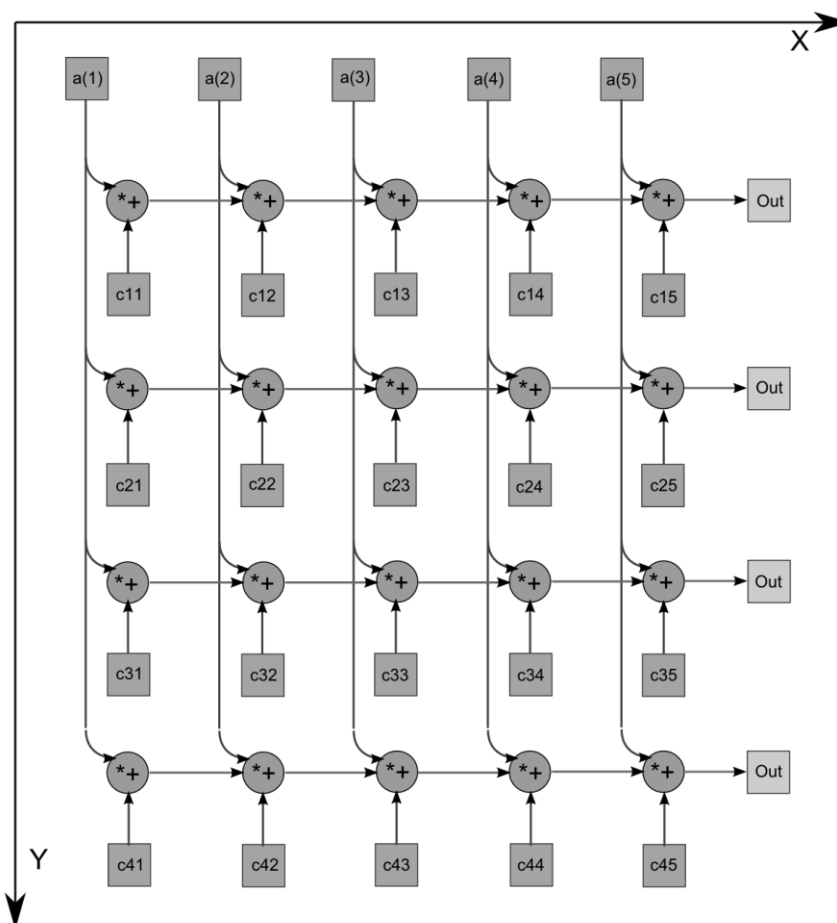 X
a(1) a(2) a(3) a(4) a(5)
*+ *+ *+ *+ *+ Out
c11 c12 c13 c14 c15
*+ *+ *+ *+ *+ Out
c21 c22 c23 c24 c25
*+ *+ *+ *+ *+ Out
c31 c32 c33 c34 c35
*+ *+ *+ *+ *+ Out
Y c41 c42 c43 c44 c45